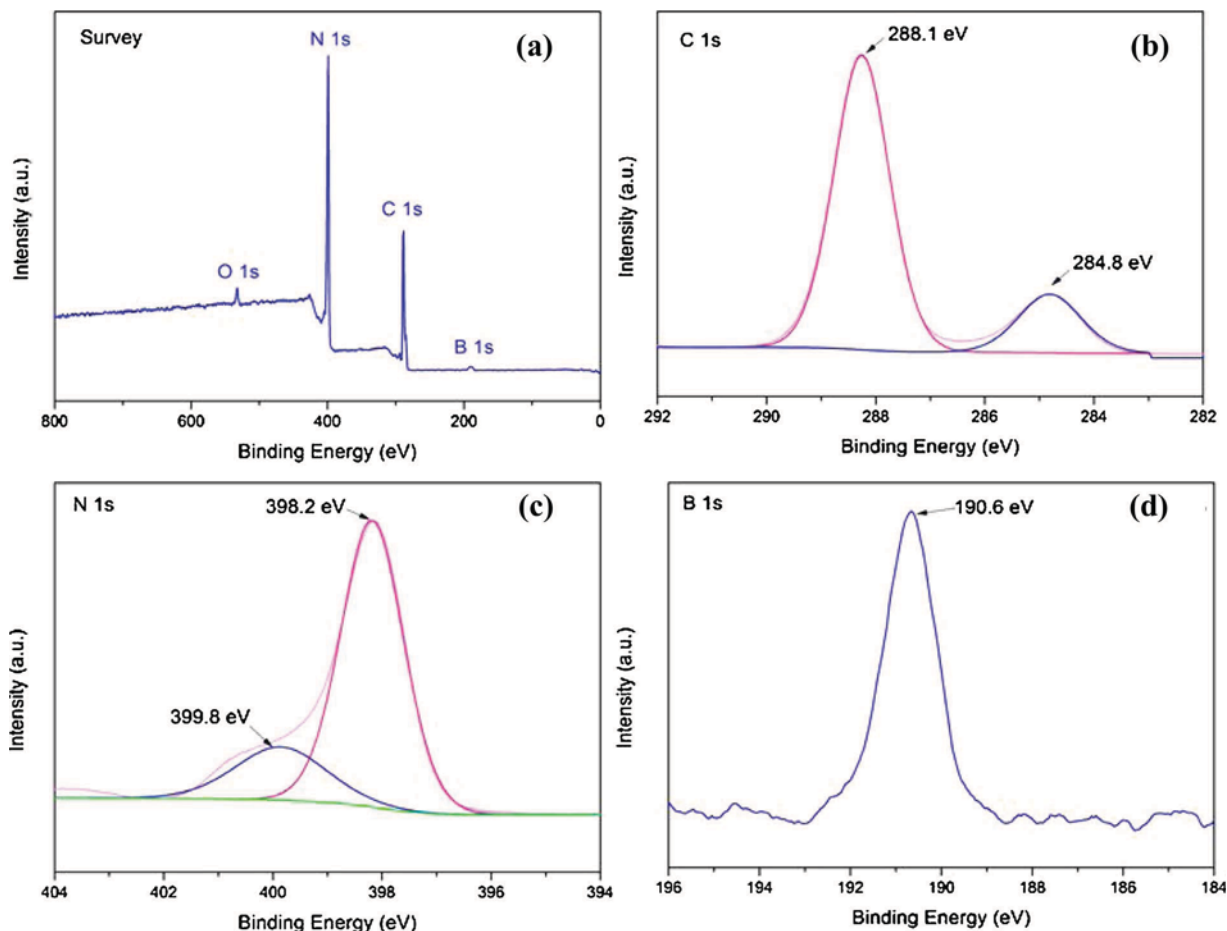 Survey
(a)
N 1s
C 1s
O 1s
B 1s
Intensity (a.u.)
800
600
400
200
0
Binding Energy (eV)
C 1s
(b)
288.1 eV
284.8 eV
Intensity (a.u.)
292
290
288
286
284
282
Binding Energy (eV)
N 1s
(c)
398.2 eV
399.8 eV
Intensity (a.u.)
404
402
400
398
396
394
Binding Energy (eV)
B 1s
(d)
190.6 eV
Intensity (a.u.)
196
194
192
190
188
186
184
Binding Energy (eV)